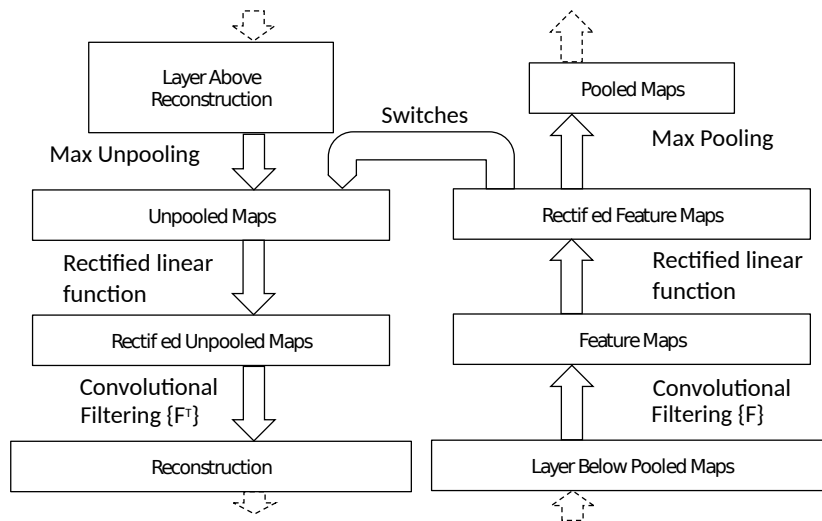 Layer Above
Reconstruction
Max Unpooling
Unpooled Maps
Rectified linear
function
Rectif ed Unpooled Maps
Convolutional
Filtering {Fᵀ}
Reconstruction
Switches
Pooled Maps
Max Pooling
Rectif ed Feature Maps
Rectified linear
function
Feature Maps
Convolutional
Filtering {F}
Layer Below Pooled Maps